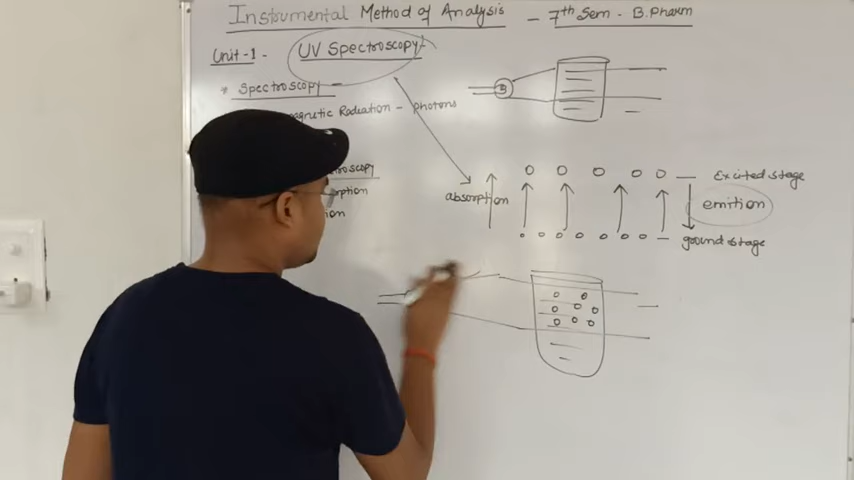 Instrumental Method of Analysis - 7th Sem - B.Pharm
Unit-1- UV Spectroscopy:-
* Spectroscopy -
Radiation - photons
Excited stage
absorption
emition
ground stage